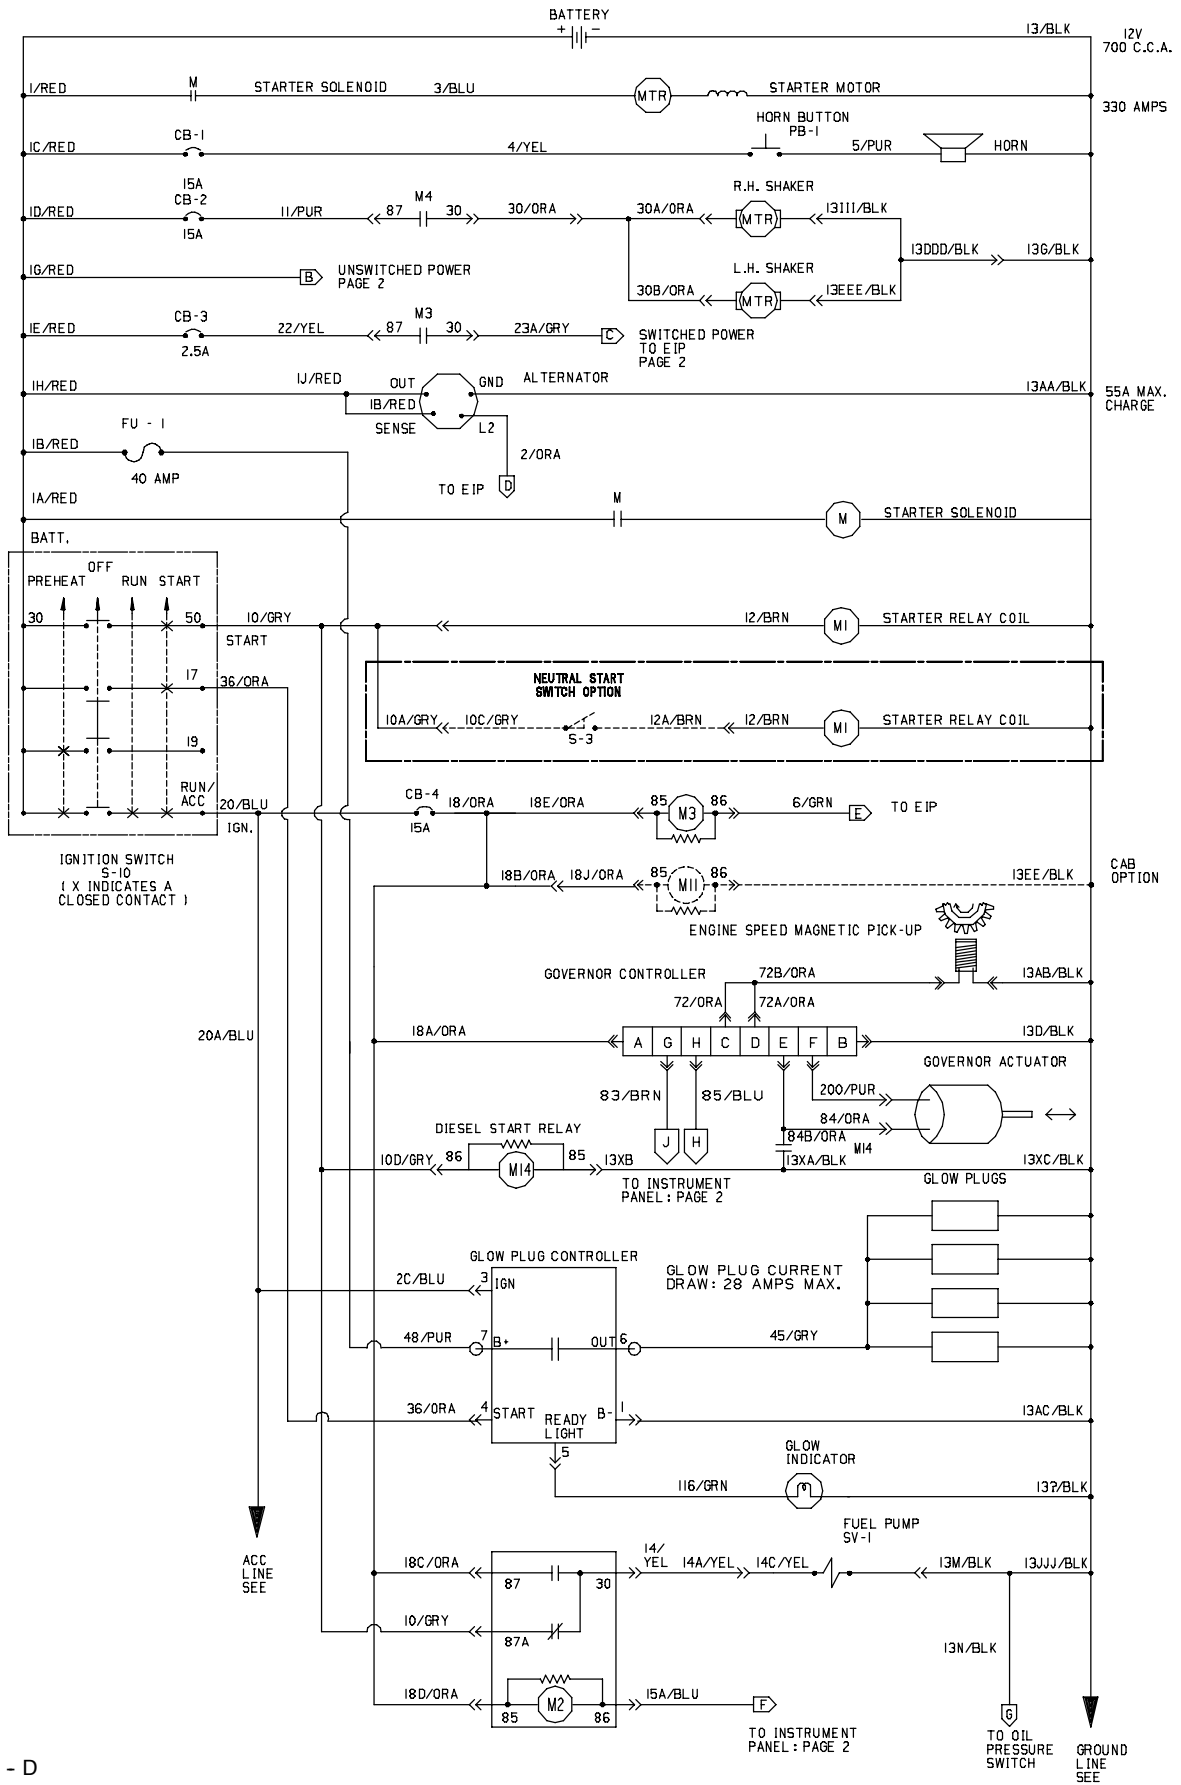 BATTERY
+ -
13/BLK
12V
700 C.C.A.
1/RED
M
STARTER SOLENOID
3/BLU
MTR
STARTER MOTOR
330 AMPS
HORN BUTTON
PB-1
CB-1
1C/RED
4/YEL
5/PUR
HORN
15A
CB-2
R.H. SHAKER
1D/RED
11/PUR
87
M4
30
30/ORA
30A/ORA
MTR
13III/BLK
15A
13DDD/BLK
13G/BLK
1G/RED
B
UNSWITCHED POWER
PAGE 2
L.H. SHAKER
30B/ORA
MTR
13EEE/BLK
CB-3
1E/RED
22/YEL
87
M3
30
23A/GRY
C
SWITCHED POWER
TO EIP
PAGE 2
2.5A
1H/RED
1J/RED
OUT
GND
ALTERNATOR
13AA/BLK
55A MAX.
CHARGE
1B/RED
SENSE
L2
FU - 1
1B/RED
40 AMP
2/ORA
TO EIP
D
1A/RED
M
M
STARTER SOLENOID
BATT.
OFF
PREHEAT
RUN
START
30
50
10/GRY
START
12/BRN
M1
STARTER RELAY COIL
17
36/ORA
NEUTRAL START
SWITCH OPTION
10A/GRY
10C/GRY
S-3
12A/BRN
12/BRN
M1
STARTER RELAY COIL
19
RUN/
ACC
20/BLU
IGN.
CB-4
15A
18/ORA
18E/ORA
85
M3
86
6/GRN
E
TO EIP
IGNITION SWITCH
S-10
( X INDICATES A
CLOSED CONTACT )
18B/ORA
18J/ORA
85
M11
86
13EE/BLK
CAB
OPTION
ENGINE SPEED MAGNETIC PICK-UP
GOVERNOR CONTROLLER
72B/ORA
13AB/BLK
72/ORA
72A/ORA
20A/BLU
18A/ORA
A G H C D E F B
13D/BLK
GOVERNOR ACTUATOR
83/BRN
85/BLU
200/PUR
84/ORA
J
H
84B/ORA
M14
DIESEL START RELAY
10D/GRY
86
M14
85
13XB
13XA/BLK
13XC/BLK
TO INSTRUMENT
PANEL: PAGE 2
GLOW PLUGS
GLOW PLUG CONTROLLER
GLOW PLUG CURRENT
DRAW: 28 AMPS MAX.
2C/BLU
3
IGN
48/PUR
7
B+
OUT
6
45/GRY
36/ORA
4
START
B-
1
13AC/BLK
READY
LIGHT
5
GLOW
INDICATOR
116/GRN
13?/BLK
FUEL PUMP
SV-1
ACC
LINE
SEE
18C/ORA
87
30
14/
YEL
14A/YEL
14C/YEL
13M/BLK
13JJJ/BLK
10/GRY
87A
13N/BLK
18D/ORA
85
M2
86
15A/BLU
F
TO INSTRUMENT
PANEL: PAGE 2
G
TO OIL
PRESSURE
SWITCH
GROUND
LINE
SEE
- D